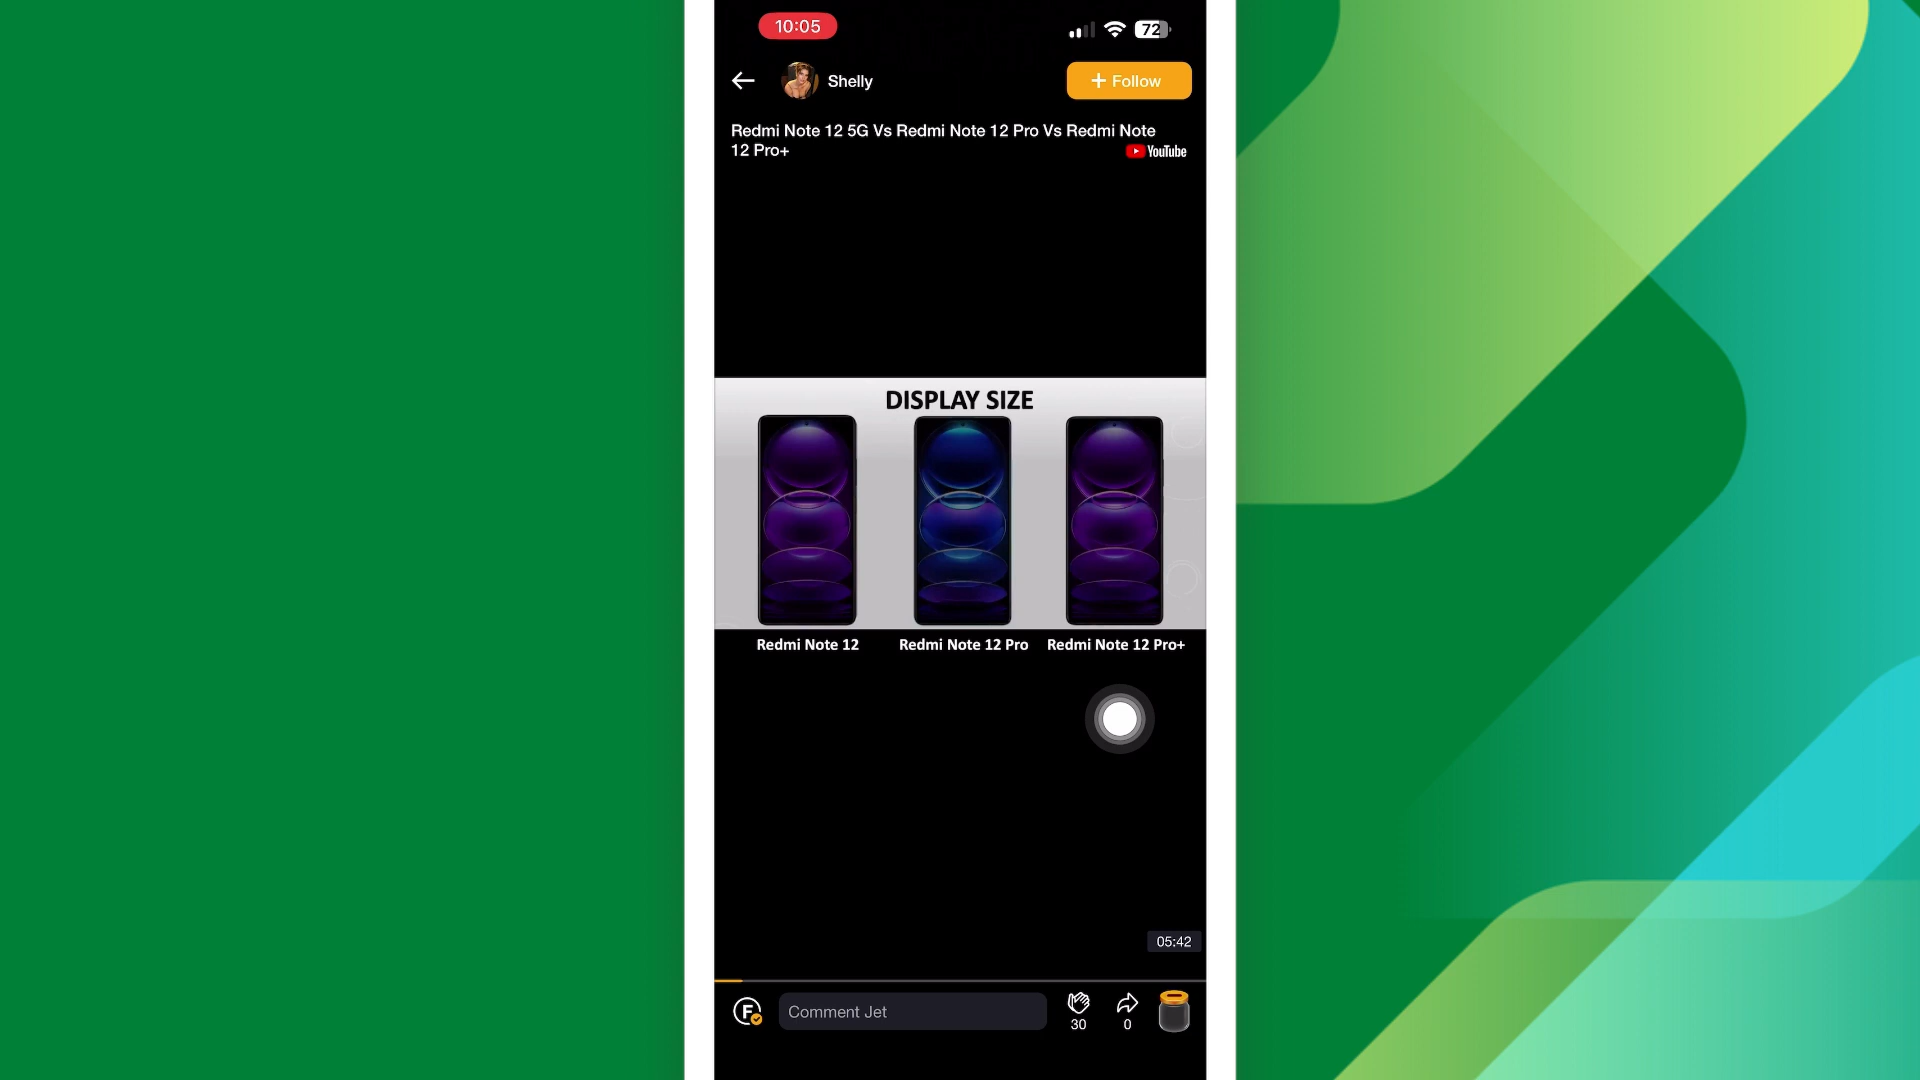 10:05
72
Shelly
+ Follow
Redmi Note 12 5G Vs Redmi Note 12 Pro Vs Redmi Note
12 Pro+
YouTube
DISPLAY SIZE
Redmi Note 12
Redmi Note 12 Pro
Redmi Note 12 Pro+
05:42
F
Comment Jet
30
0